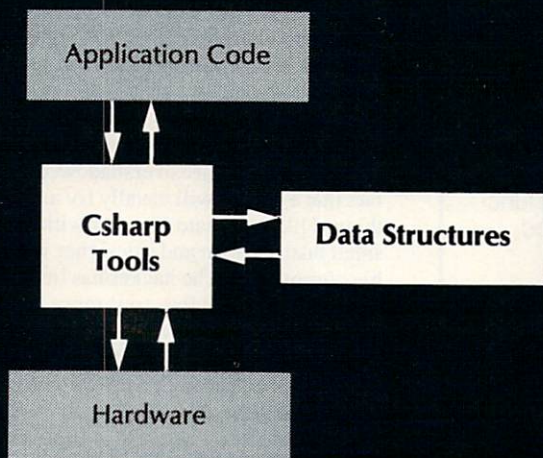 Application Code
Csharp
Tools
Data Structures
Hardware